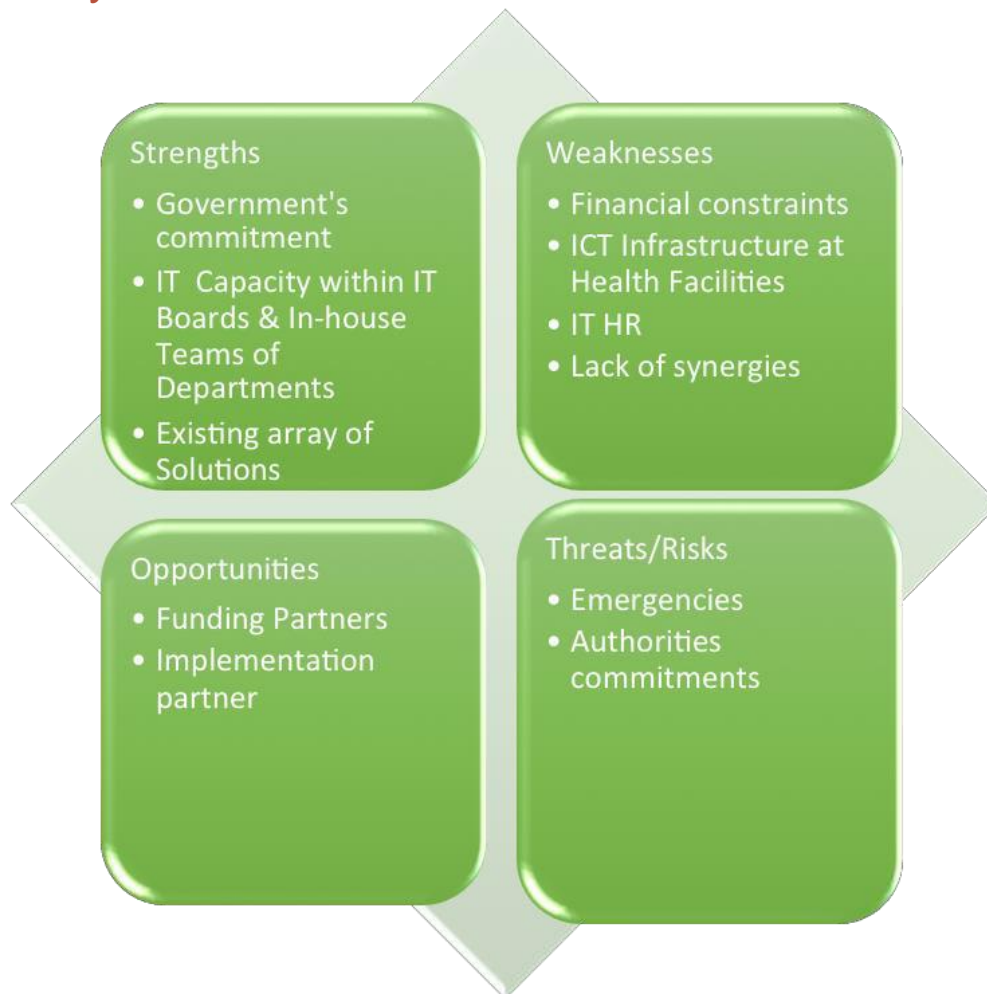 Strengths
• Government's
commitment
• IT  Capacity within IT
Boards & In-house
Teams of
Departments
• Existing array of
Solutions
Weaknesses
• Financial constraints
• ICT Infrastructure at
Health Facilities
• IT HR
• Lack of synergies
Opportunities
• Funding Partners
• Implementation
partner
Threats/Risks
• Emergencies
• Authorities
commitments